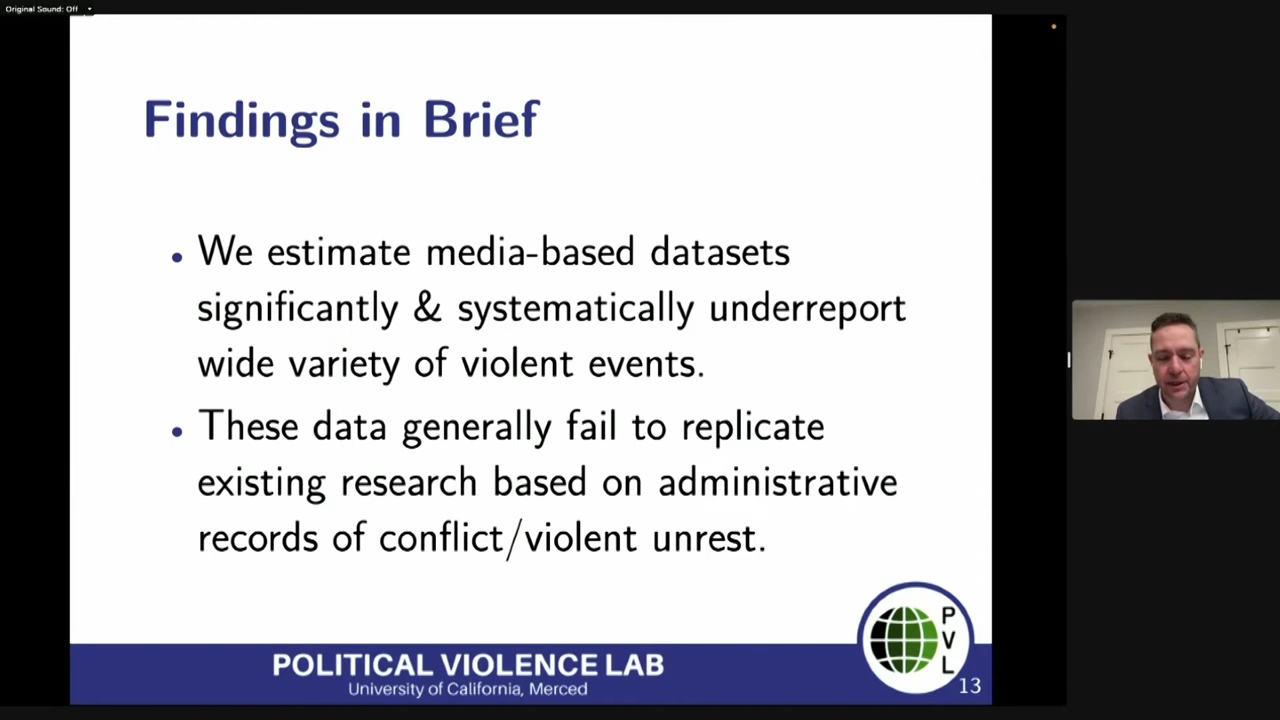 Original Sound: Off
Findings in Brief
• We estimate media-based datasets
significantly & systematically underreport
wide variety of violent events.
• These data generally fail to replicate
existing research based on administrative
records of conflict/violent unrest.
PVL
POLITICAL VIOLENCE LAB
University of California, Merced
13